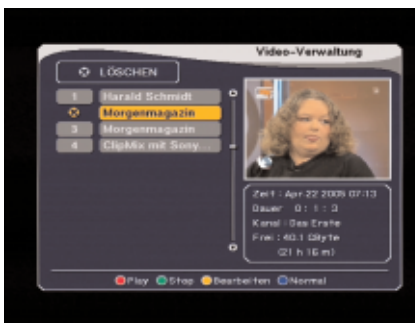 Video-Verwaltung
LÖSCHEN
1 Harald Schmidt
Morgenmagazin
3 Morgenmagazin
4 ClipMix mit Sony...
Zeit : Apr-22 2005 07:13
Dauer 0 : 1 : 3
Kanal : Das Erste
Frei : 40.1 GByte
(21 h 16 m)
Play Stop Bearbeiten Normal